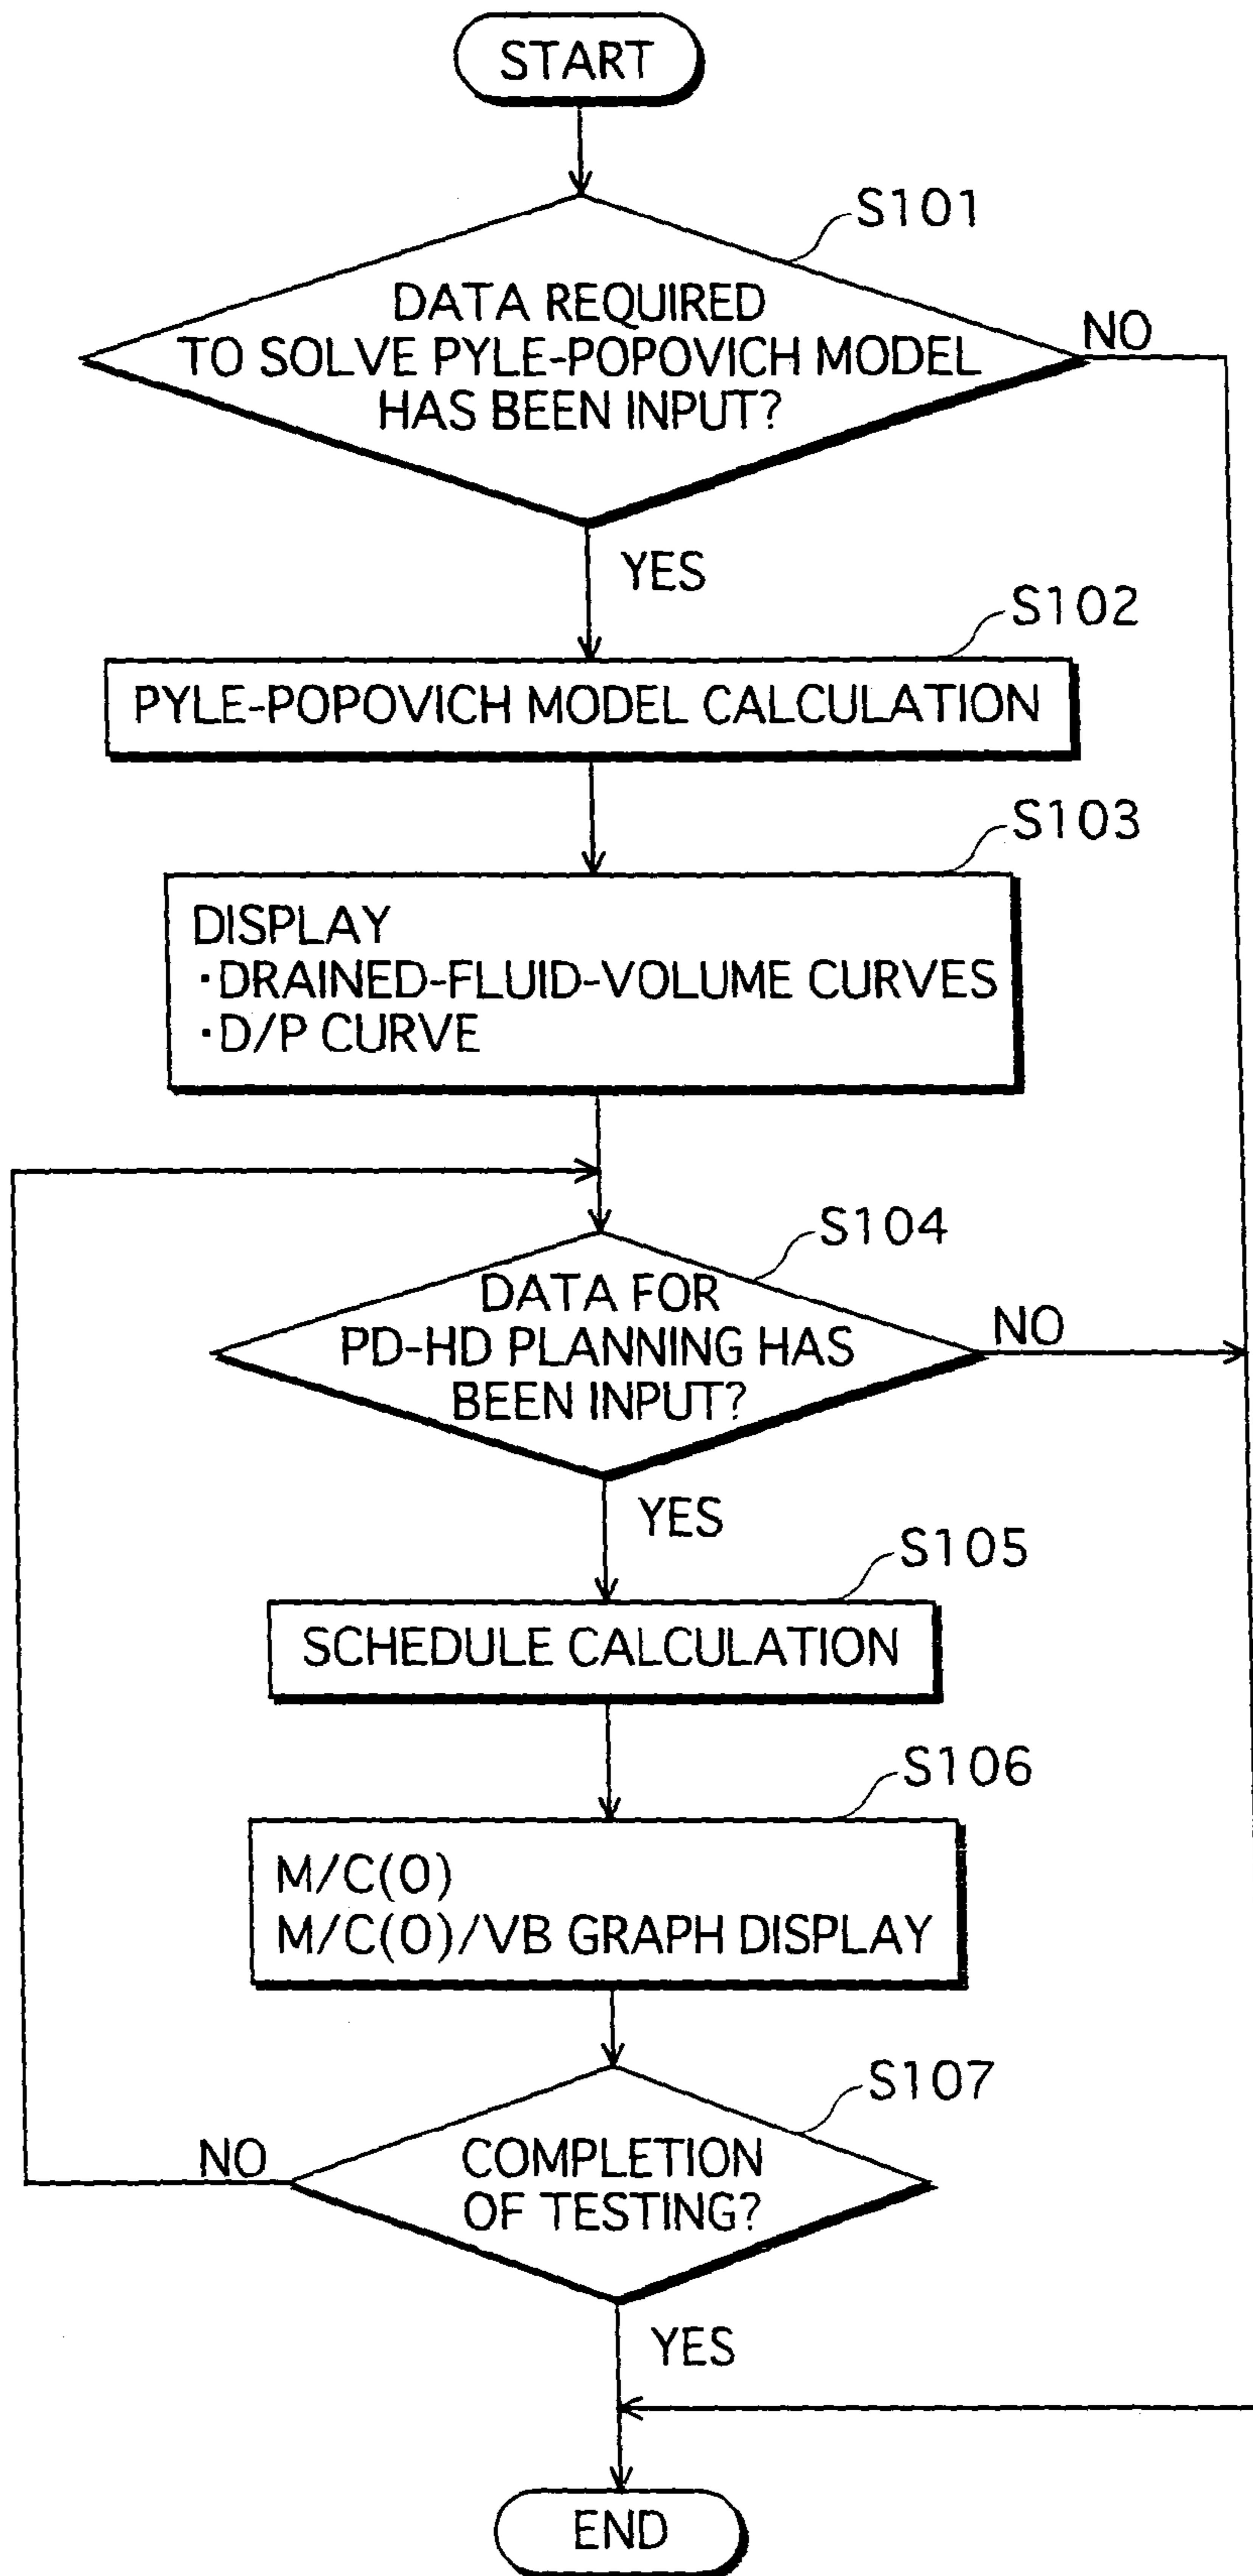 START
S101
DATA REQUIRED
TO SOLVE PYLE-POPOVICH MODEL
HAS BEEN INPUT?
NO
YES
S102
PYLE-POPOVICH MODEL CALCULATION
S103
DISPLAY
·DRAINED-FLUID-VOLUME CURVES
·D/P CURVE
S104
DATA FOR
PD-HD PLANNING HAS
BEEN INPUT?
NO
YES
S105
SCHEDULE CALCULATION
S106
M/C(0)
M/C(0)/VB GRAPH DISPLAY
S107
NO
COMPLETION
OF TESTING?
YES
END